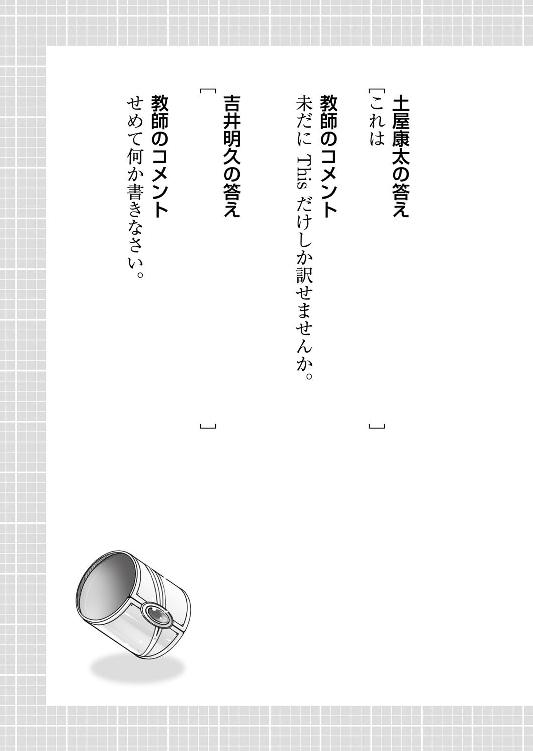 土屋康太の答え
［これは　　　　　　　　　　　　　　　］
教師のコメント
未だに This だけしか訳せませんか。
吉井明久の答え
［　　　　　　　　　　　　　　　　　　］
教師のコメント
せめて何か書きなさい。